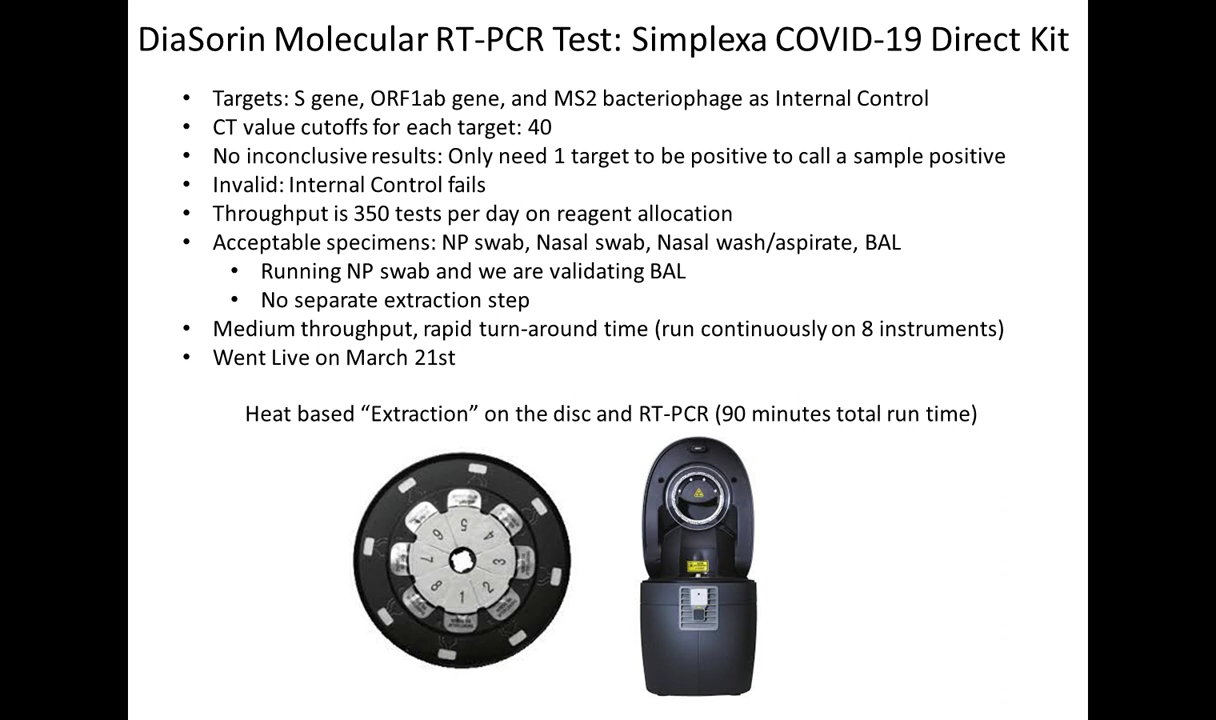 DiaSorin Molecular RT-PCR Test: Simplexa COVID-19 Direct Kit
• Targets: S gene, ORF1ab gene, and MS2 bacteriophage as Internal Control
• CT value cutoffs for each target: 40
• No inconclusive results: Only need 1 target to be positive to call a sample positive
• Invalid: Internal Control fails
• Throughput is 350 tests per day on reagent allocation
• Acceptable specimens: NP swab, Nasal swab, Nasal wash/aspirate, BAL
• Running NP swab and we are validating BAL
• No separate extraction step
• Medium throughput, rapid turn-around time (run continuously on 8 instruments)
• Went Live on March 21st
Heat based “Extraction” on the disc and RT-PCR (90 minutes total run time)
1
2
3
4
5
6
7
8